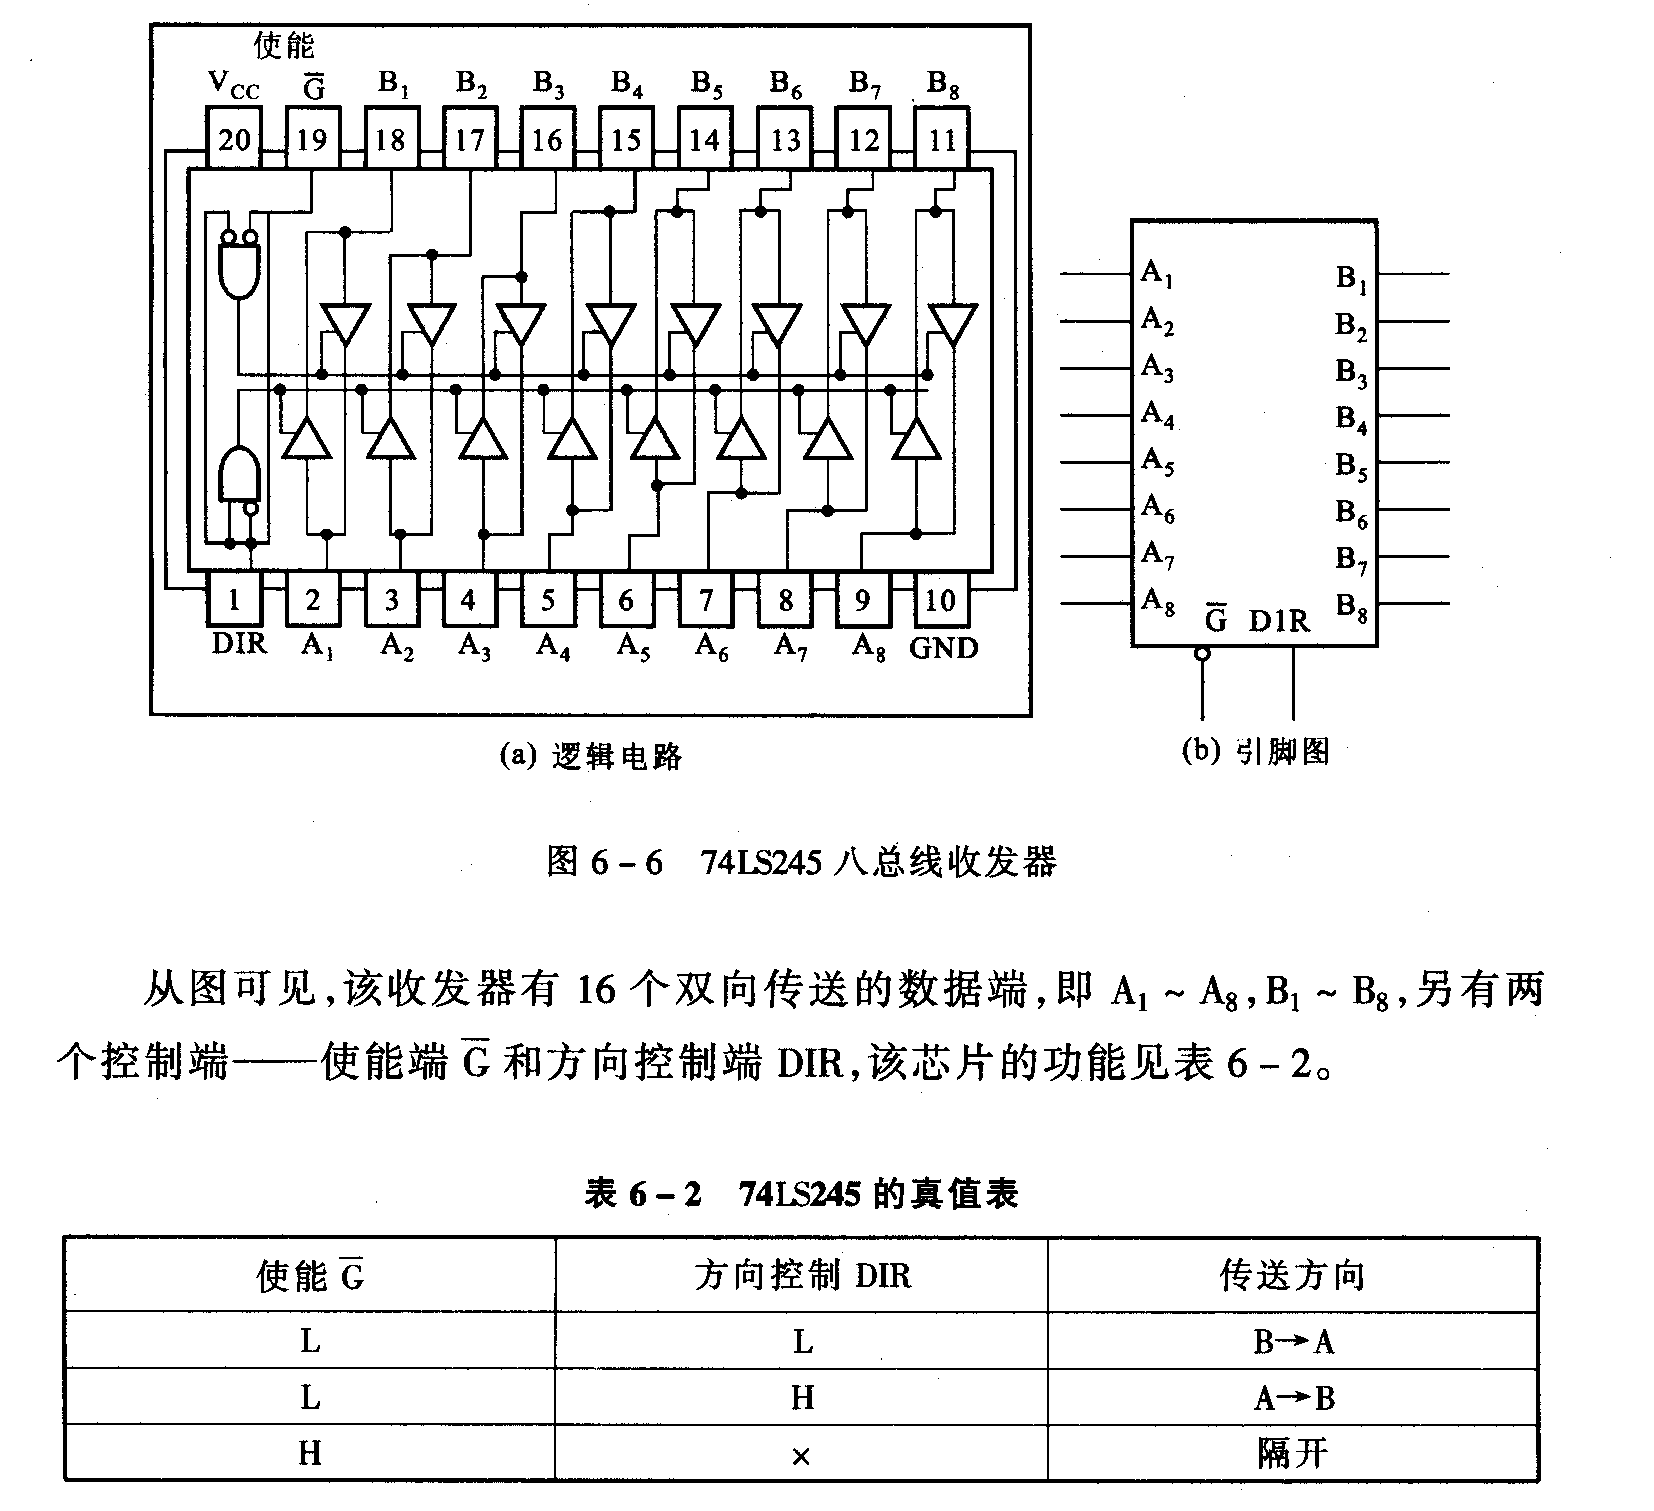 使能
VCC G̅ B1 B2 B3 B4 B5 B6 B7 B8
20 19 18 17 16 15 14 13 12 11
1 2 3 4 5 6 7 8 9 10
DIR A1 A2 A3 A4 A5 A6 A7 A8 GND
(a) 逻辑电路
A1 B1
A2 B2
A3 B3
A4 B4
A5 B5
A6 B6
A7 B7
A8 B8
G̅ D1R
(b) 引脚图
图 6-6 74LS245 八总线收发器
从图可见,该收发器有 16 个双向传送的数据端,即 A1 ~ A8,B1 ~ B8,另有两
个控制端——使能端 G̅ 和方向控制端 DIR,该芯片的功能见表 6-2。
表 6-2 74LS245 的真值表
使能 G̅ 方向控制 DIR 传送方向
L L B→A
L H A→B
H × 隔开